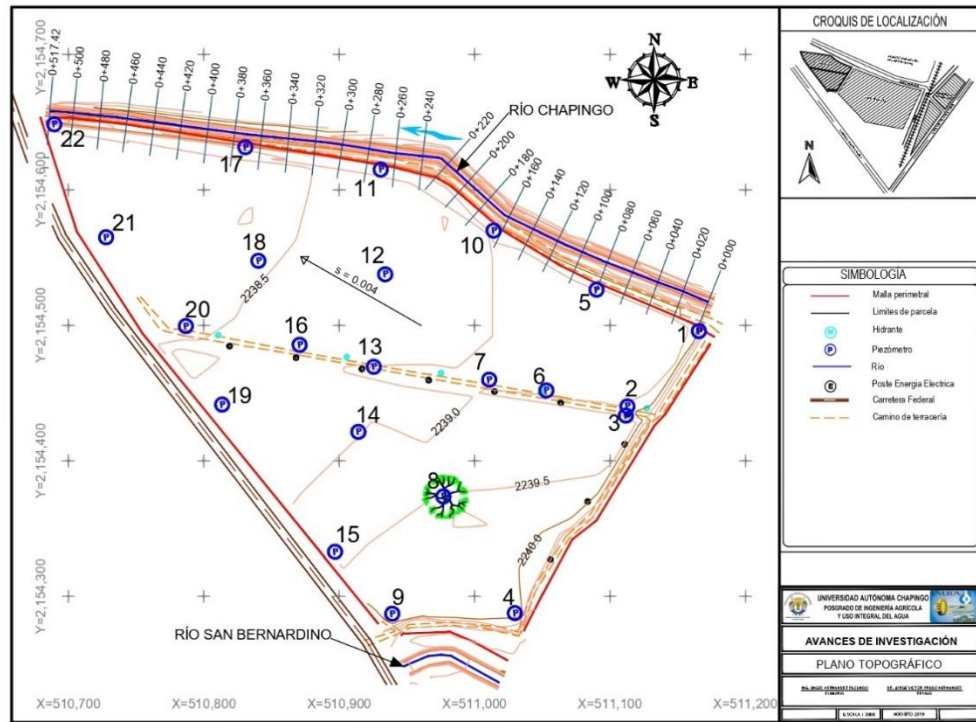 Y=2,154,700
Y=2,154,600
Y=2,154,500
Y=2,154,400
Y=2,154,300
X=510,700
X=510,800
X=510,900
X=511,000
X=511,100
X=511,200
0+517.42
0+500
0+480
0+460
0+440
0+420
0+400
0+380
0+360
0+340
0+320
0+300
0+280
0+260
0+240
0+220
0+200
0+180
0+160
0+140
0+120
0+100
0+080
0+060
0+040
0+020
0+000
N
W E
S
RÍO CHAPINGO
22
17
11
10
5
1
21
18
12
20
16
13
7
6
2
3
19
14
8
15
9
4
s = 0.004
2238.5
2239.0
2239.5
2240.0
RÍO SAN BERNARDINO
CROQUIS DE LOCALIZACIÓN
N
SIMBOLOGÍA
Malla perimetral
Limites de parcela
H Hidrante
P Piezómetro
Río
E Poste Energia Electrica
Carretera Federal
Camino de terracería
UNIVERSIDAD AUTÓNOMA CHAPINGO
POSGRADO DE INGENIERÍA AGRÍCOLA
Y USO INTEGRAL DEL AGUA
AVANCES DE INVESTIGACIÓN
PLANO TOPOGRÁFICO